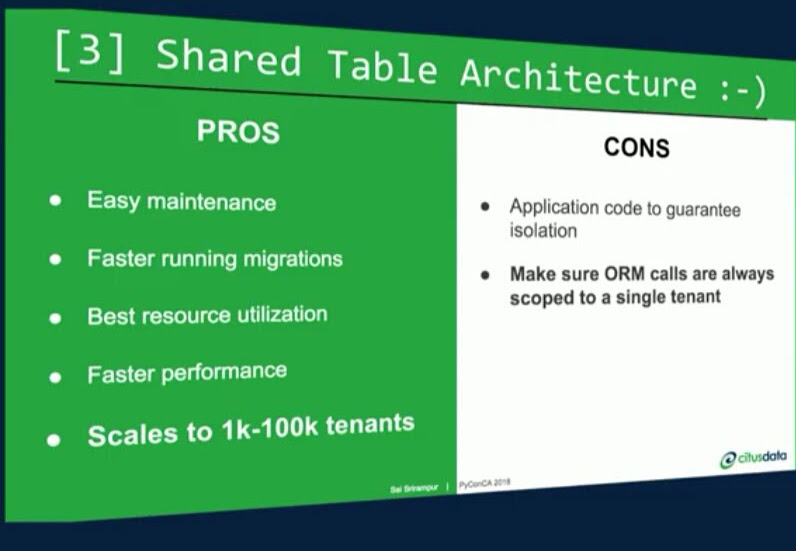 [3] Shared Table Architecture :-)
PROS
● Easy maintenance
● Faster running migrations
● Best resource utilization
● Faster performance
● Scales to 1k-100k tenants
CONS
● Application code to guarantee
isolation
● Make sure ORM calls are always
scoped to a single tenant
citusdata
Sai Srirampur | PyConCA 2018